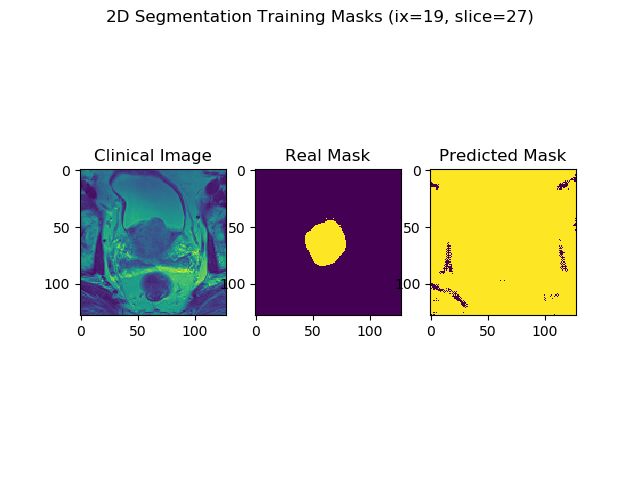 2D Segmentation Training Masks (ix=19, slice=27)
Clinical Image Real Mask Predicted Mask
0 0 0
50 50 50
100 100 100
0 50 100 0 50 100 0 50 100